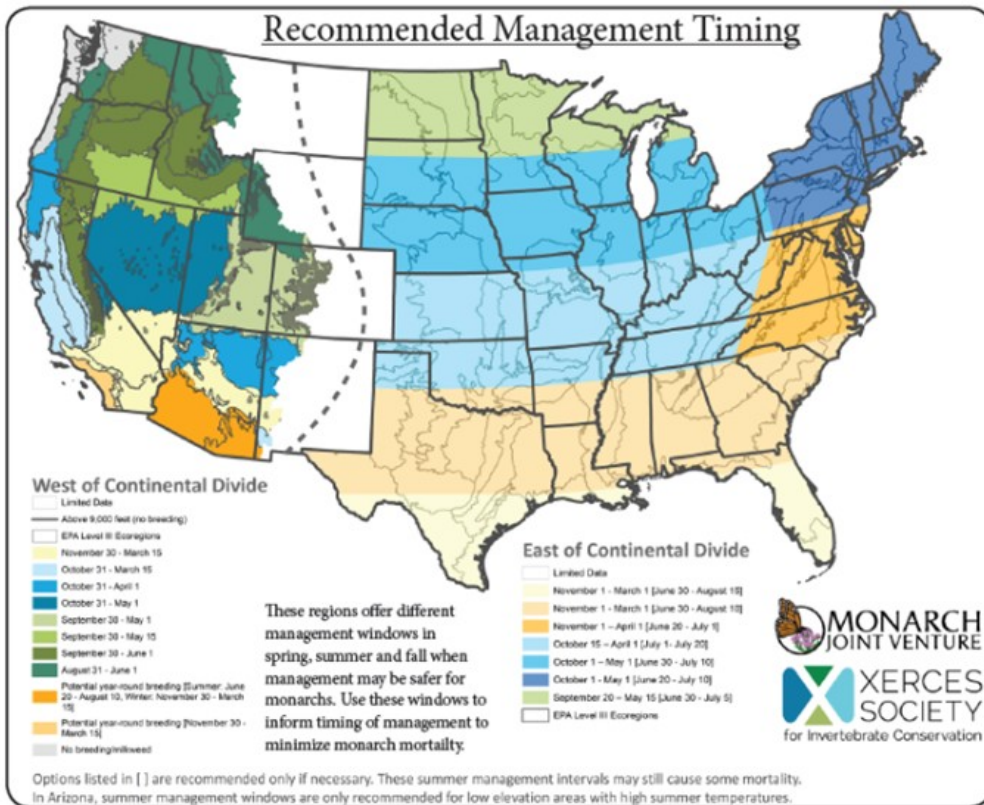 Recommended Management Timing
West of Continental Divide
Limited Data
Above 9,000 feet (no breeding)
EPA Level III Ecoregions
November 30 - March 15
October 31 - March 15
October 31 - April 1
October 31 - May 1
September 30 - May 1
September 30 - May 15
September 30 - June 1
August 31 - June 1
Potential year-round breeding [Summer: June
20 - August 10, Winter: November 30 - March
15]
Potential year-round breeding [November 30 -
March 15]
No breeding/milkweed
These regions offer different
management windows in
spring, summer and fall when
management may be safer for
monarchs. Use these windows to
inform timing of management to
minimize monarch mortailty.
East of Continental Divide
Limited Data
November 1 - March 1 [June 30 - August 15]
November 1 - March 1 [June 30 - August 10]
November 1 – April 1 [June 20 - July 1]
October 15 – April 1 [July 1- July 20]
October 1 – May 1 [June 30 - July 10]
October 1 - May 1 [June 20 - July 10]
September 20 – May 15 [June 30 - July 5]
EPA Level III Ecoregions
MONARCH
JOINT VENTURE
XERCES
SOCIETY
for Invertebrate Conservation
Options listed in [ ] are recommended only if necessary. These summer management intervals may still cause some mortality.
In Arizona, summer management windows are only recommended for low elevation areas with high summer temperatures.